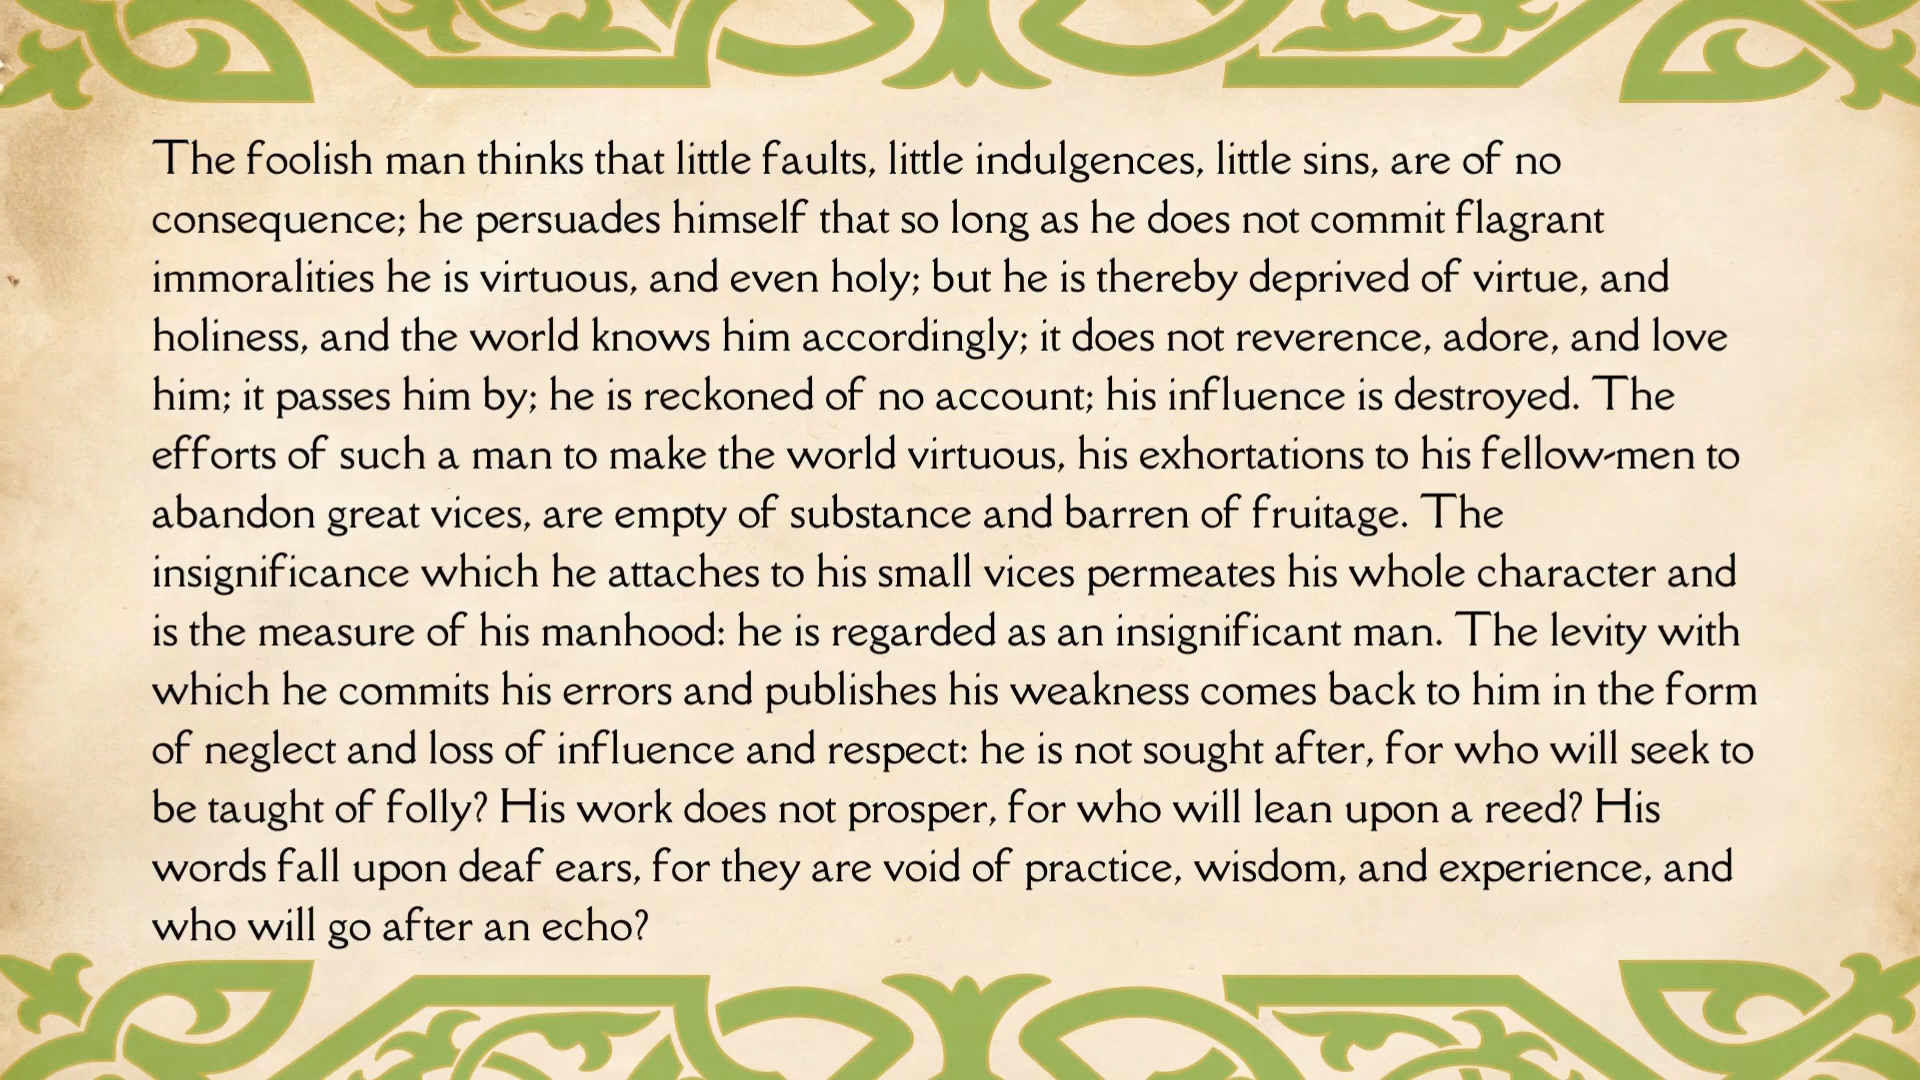 The foolish man thinks that little faults, little indulgences, little sins, are of no
consequence; he persuades himself that so long as he does not commit flagrant
immoralities he is virtuous, and even holy; but he is thereby deprived of virtue, and
holiness, and the world knows him accordingly; it does not reverence, adore, and love
him; it passes him by; he is reckoned of no account; his influence is destroyed. The
efforts of such a man to make the world virtuous, his exhortations to his fellow-men to
abandon great vices, are empty of substance and barren of fruitage. The
insignificance which he attaches to his small vices permeates his whole character and
is the measure of his manhood: he is regarded as an insignificant man. The levity with
which he commits his errors and publishes his weakness comes back to him in the form
of neglect and loss of influence and respect: he is not sought after, for who will seek to
be taught of folly? His work does not prosper, for who will lean upon a reed? His
words fall upon deaf ears, for they are void of practice, wisdom, and experience, and
who will go after an echo?